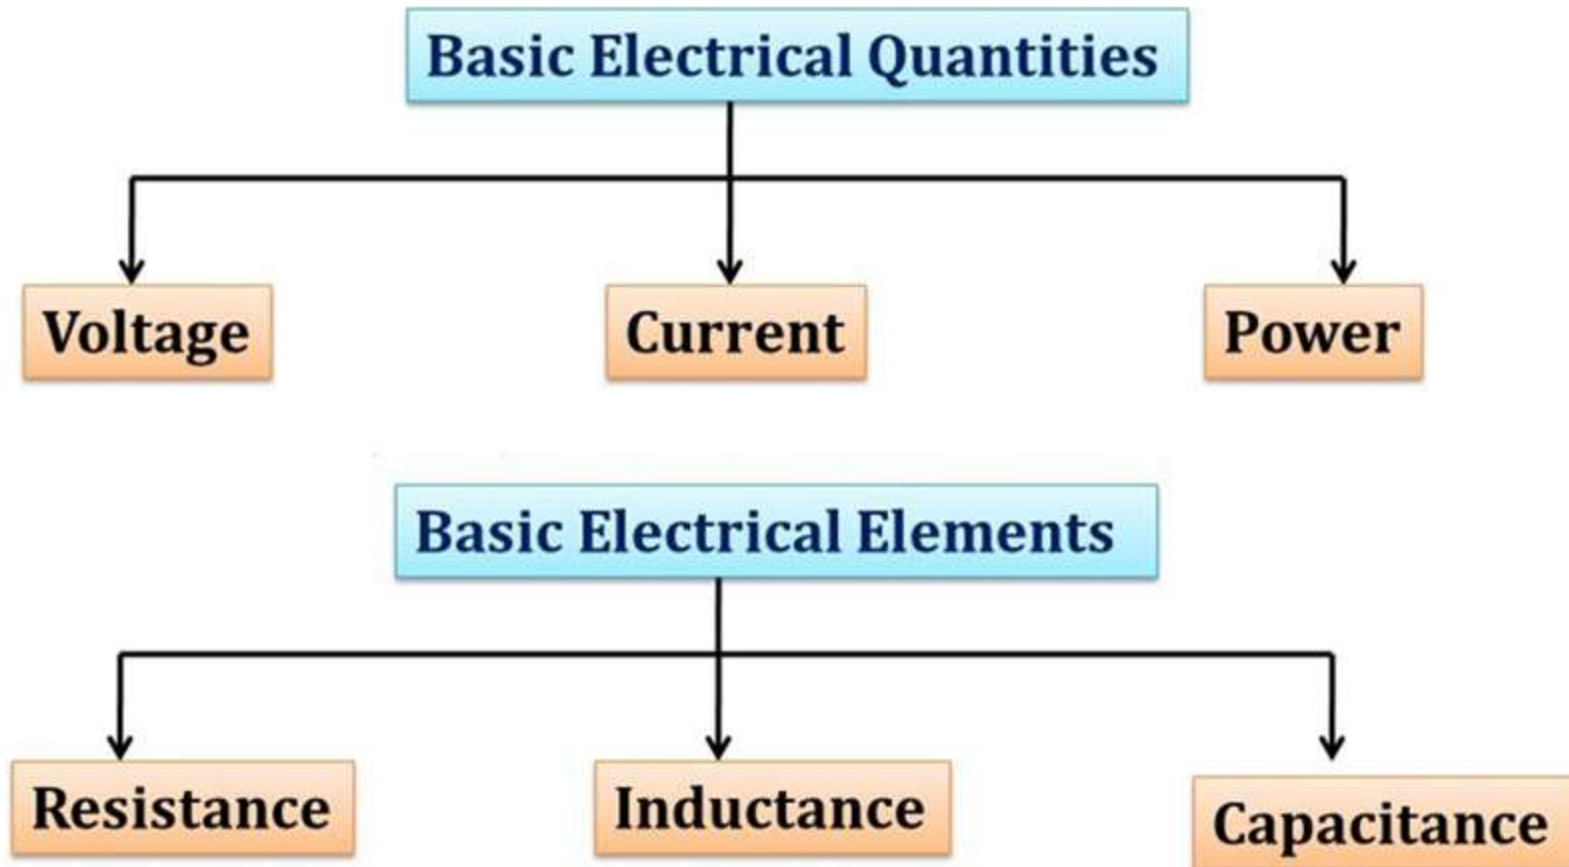 Basic Electrical Quantities
Voltage
Current
Power
Basic Electrical Elements
Resistance
Inductance
Capacitance